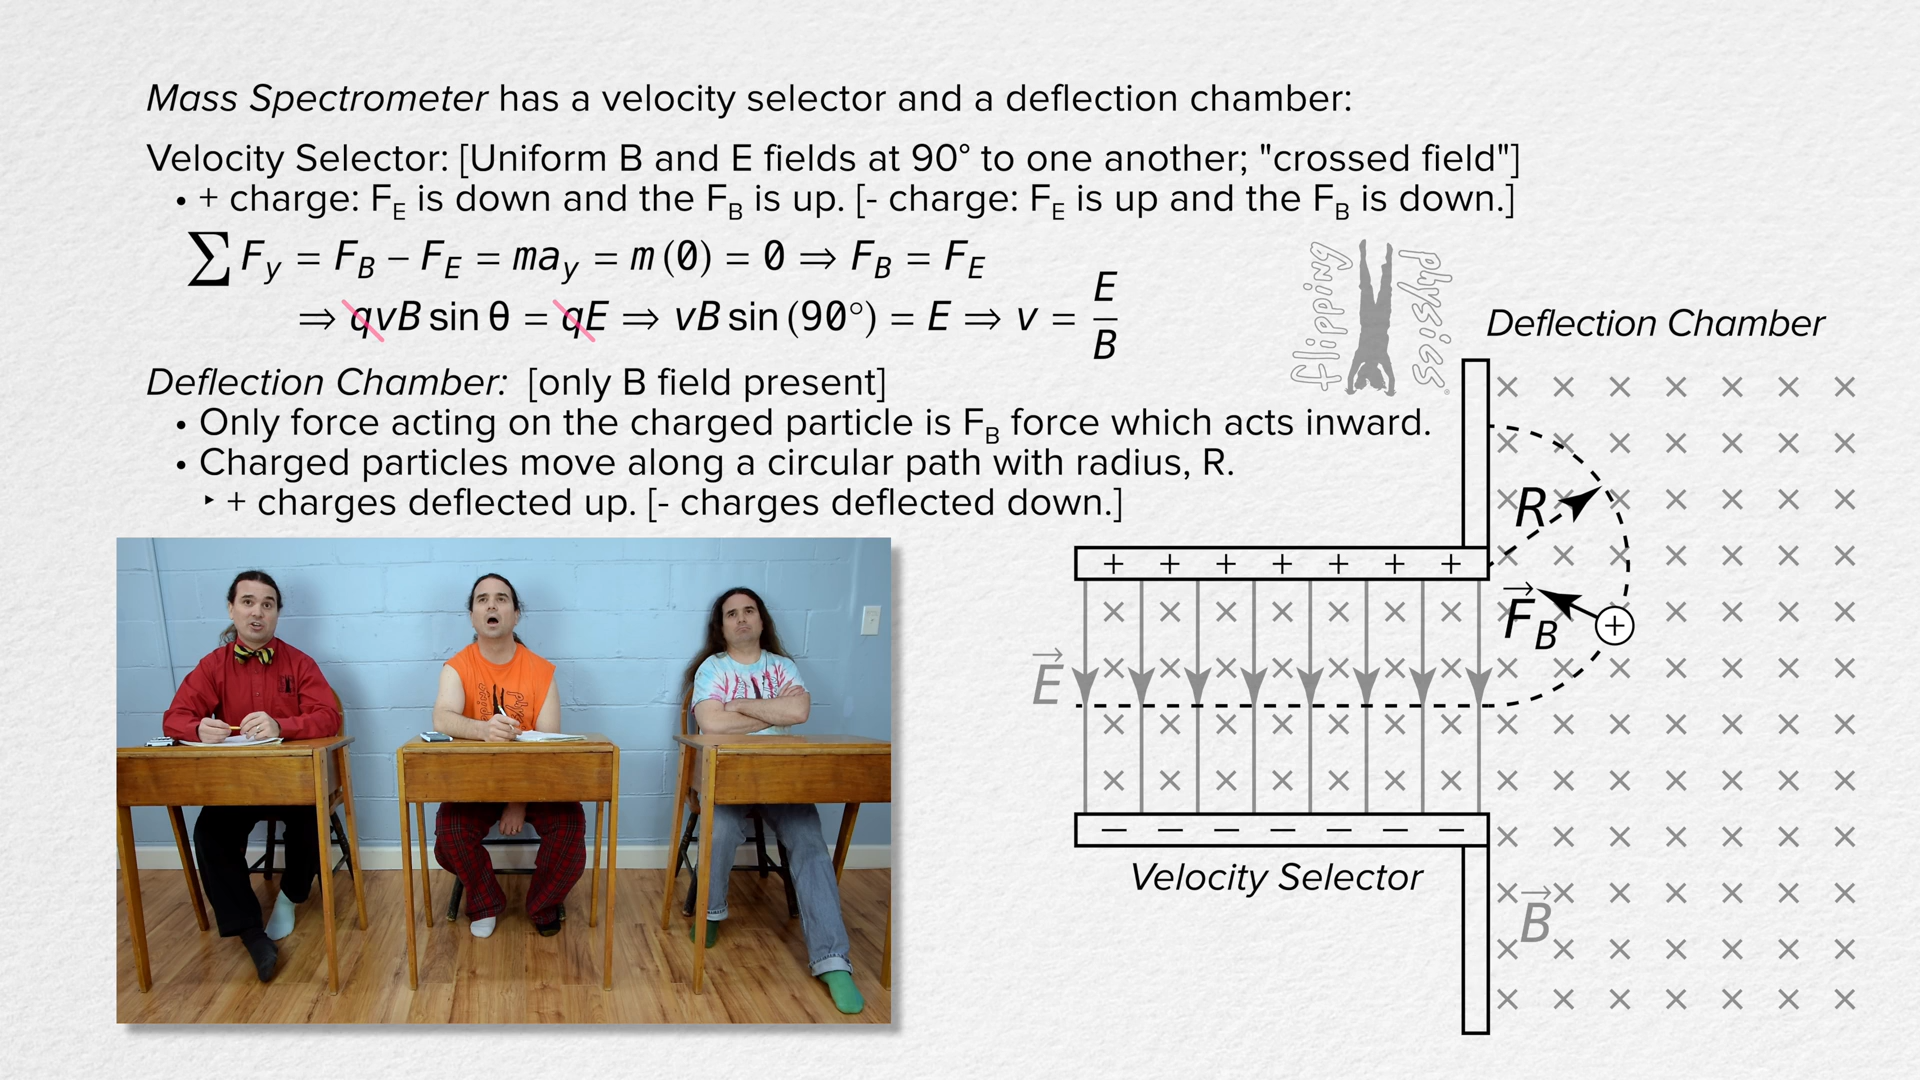 Mass Spectrometer has a velocity selector and a deflection chamber:
Velocity Selector: [Uniform B and E fields at 90° to one another; "crossed field"]
• + charge: F_E is down and the F_B is up. [- charge: F_E is up and the F_B is down.]
∑F_y = F_B − F_E = ma_y = m(0) = 0 ⇒ F_B = F_E
⇒ qvB sin θ = qE ⇒ vB sin (90°) = E ⇒ v = E/B
Deflection Chamber: [only B field present]
• Only force acting on the charged particle is F_B force which acts inward.
• Charged particles move along a circular path with radius, R.
‣ + charges deflected up. [- charges deflected down.]
flipping physics
Deflection Chamber
R
+ + + + + + +
F_B
+
E
− − − − − − −
Velocity Selector
B